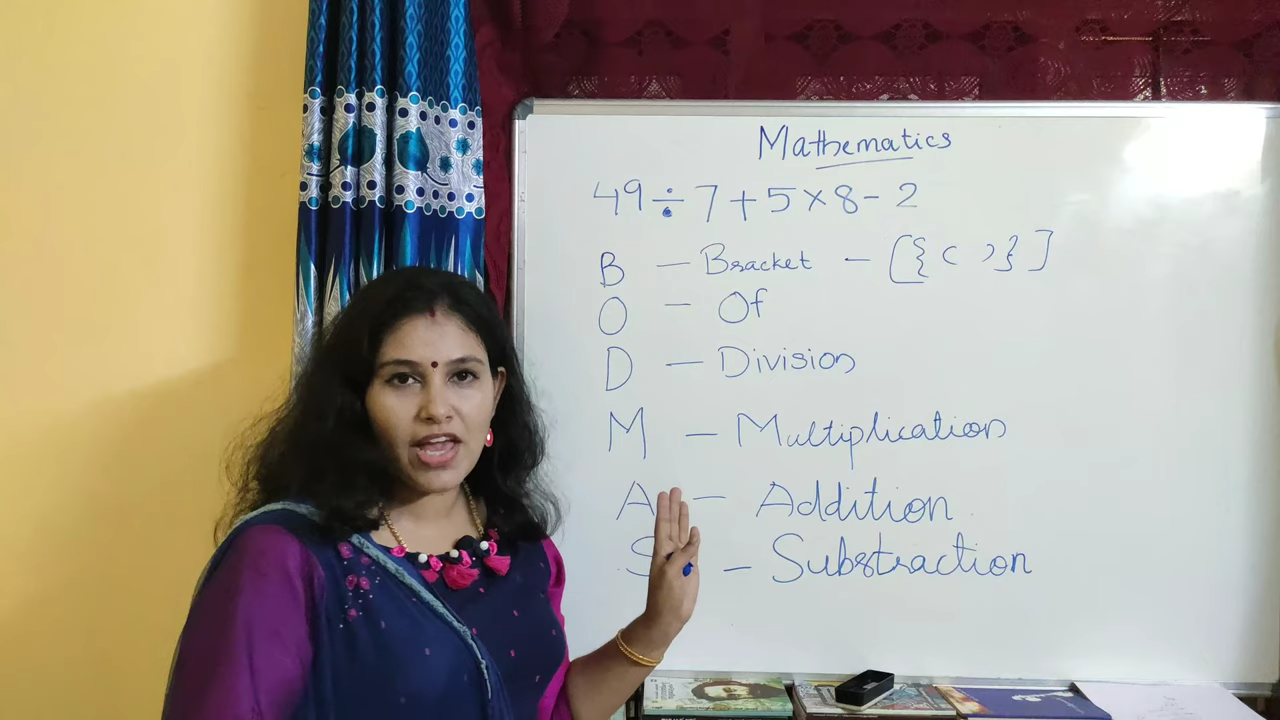 Mathematics
49÷7+5×8-2
B - Bracket - [{( )}]
O - Of
D - Division
M - Multiplication
A - Addition
S - Substraction